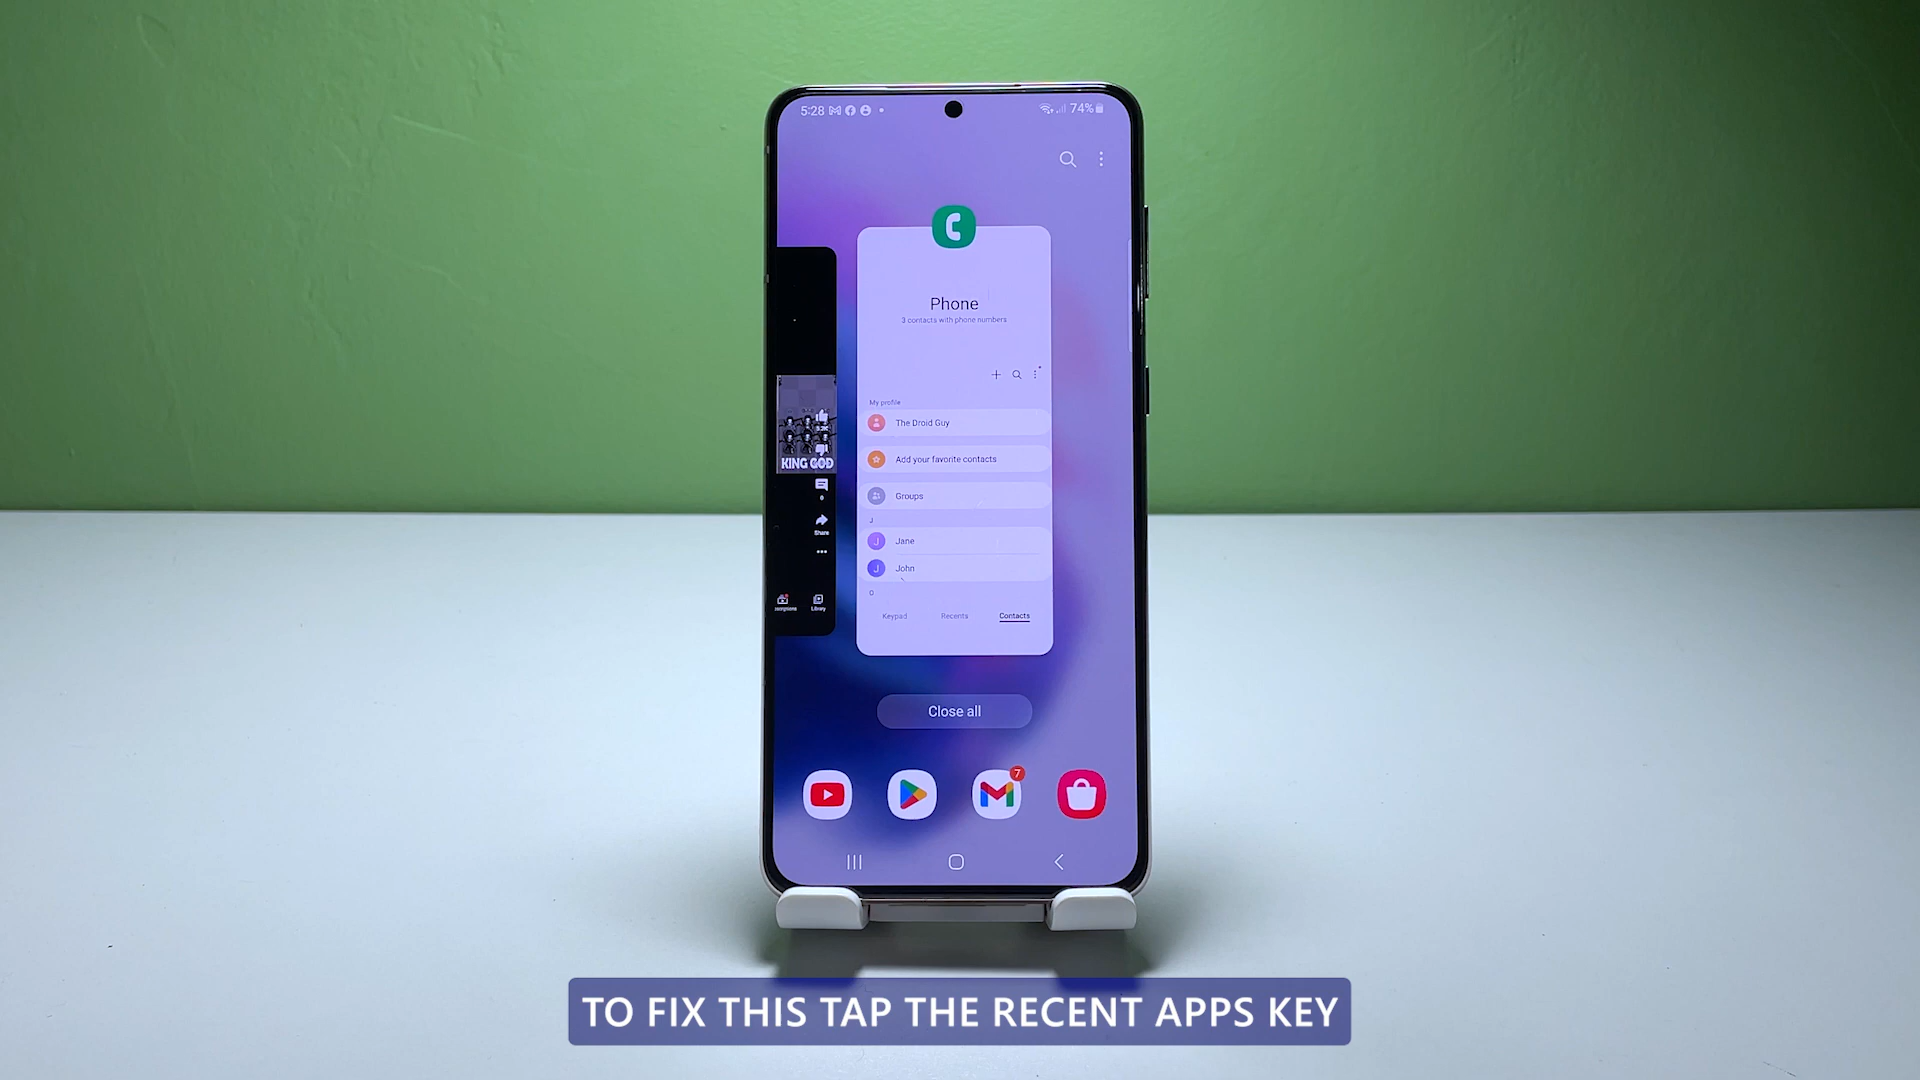 5:28
74%
Phone
3 contacts with phone numbers
My profile
The Droid Guy
Add your favorite contacts
Groups
J
J Jane
J John
Keypad Recents Contacts
KING GOD
0
Share
Library
Close all
7
TO FIX THIS TAP THE RECENT APPS KEY